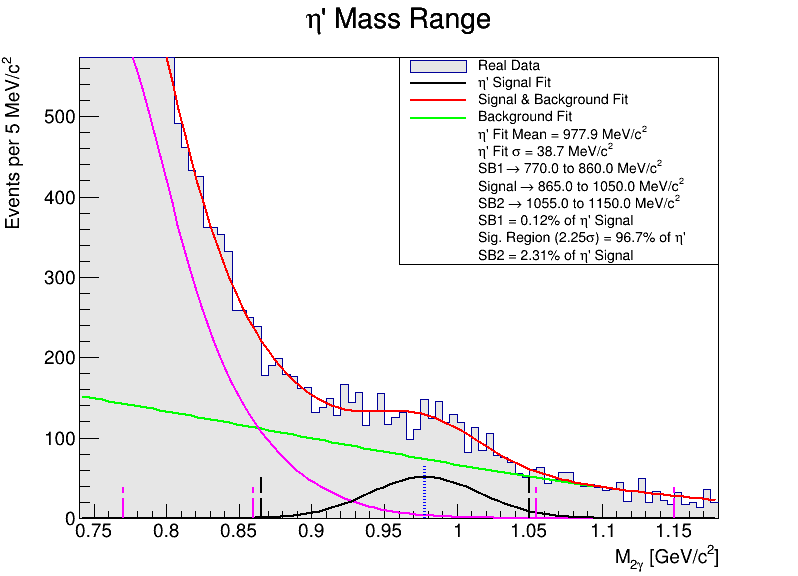 η' Mass Range
Events per 5 MeV/c²
500
400
300
200
100
0
Real Data
η' Signal Fit
Signal & Background Fit
Background Fit
η' Fit Mean = 977.9 MeV/c²
η' Fit σ = 38.7 MeV/c²
SB1 → 770.0 to 860.0 MeV/c²
Signal → 865.0 to 1050.0 MeV/c²
SB2 → 1055.0 to 1150.0 MeV/c²
SB1 = 0.12% of η' Signal
Sig. Region (2.25σ) = 96.7% of η'
SB2 = 2.31% of η' Signal
0.75 0.8 0.85 0.9 0.95 1 1.05 1.1 1.15
M₂γ [GeV/c²]